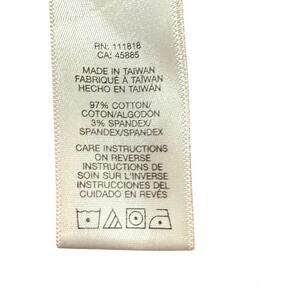 RN: 111818
CA: 45885
MADE IN TAIWAN
FABRIQUÉ À TAIWAN
HECHO EN TAIWÁN
97% COTTON/
COTON/ALGODÓN
3% SPANDEX/
SPANDEX/SPANDEX
CARE INSTRUCTIONS
ON REVERSE
INSTRUCTIONS DE
SOIN SUR L'INVERSE
INSTRUCCIONES DEL
CUIDADO EN REVÉS